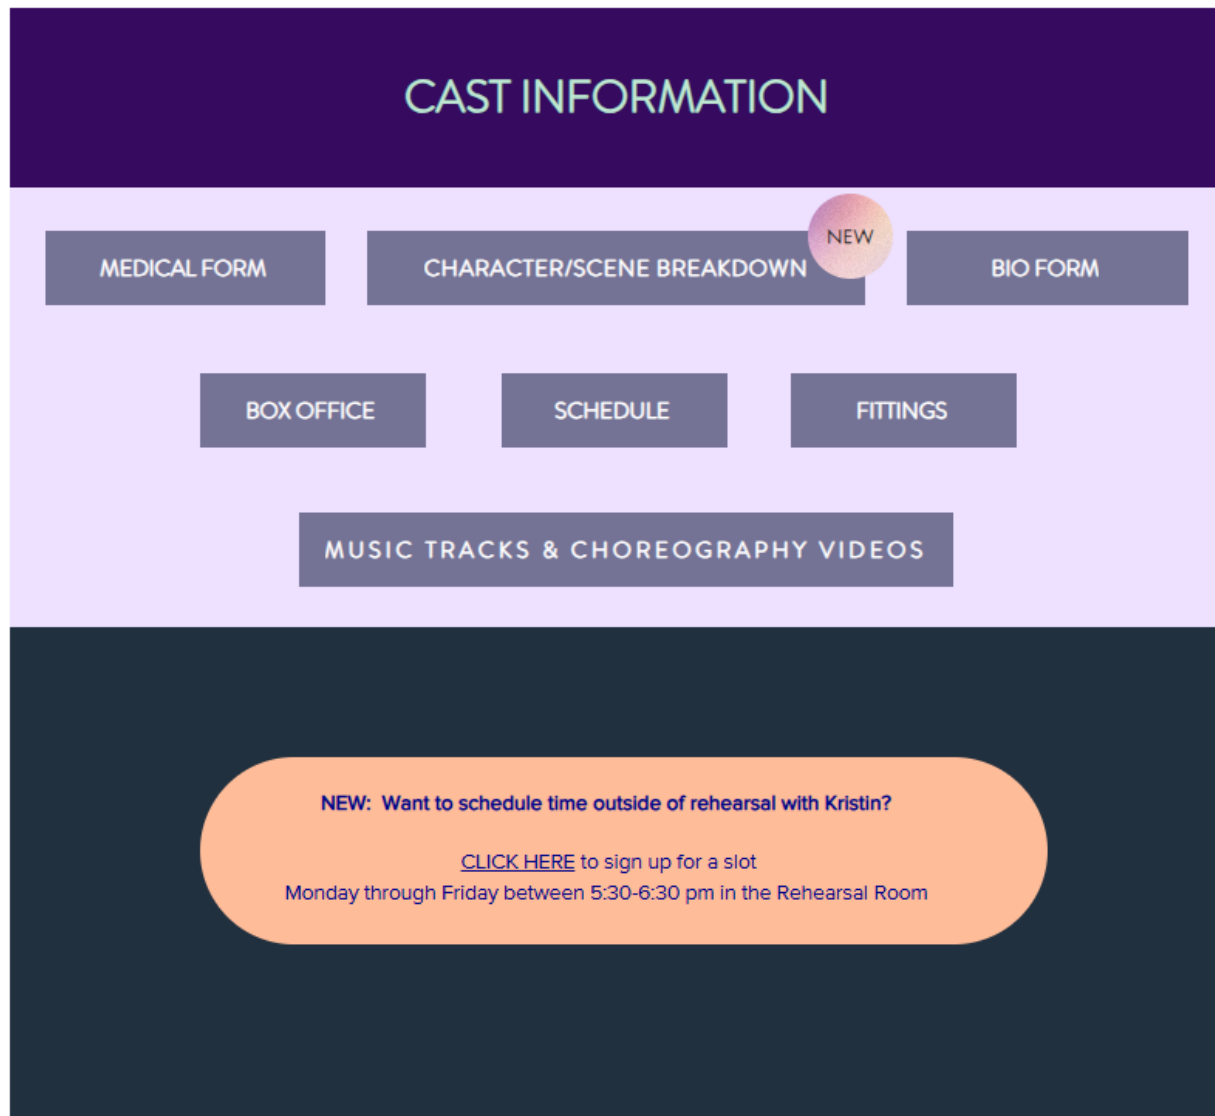 CAST INFORMATION
NEW
MEDICAL FORM
CHARACTER/SCENE BREAKDOWN
BIO FORM
BOX OFFICE
SCHEDULE
FITTINGS
MUSIC TRACKS & CHOREOGRAPHY VIDEOS
NEW:  Want to schedule time outside of rehearsal with Kristin?
CLICK HERE to sign up for a slot
Monday through Friday between 5:30-6:30 pm in the Rehearsal Room